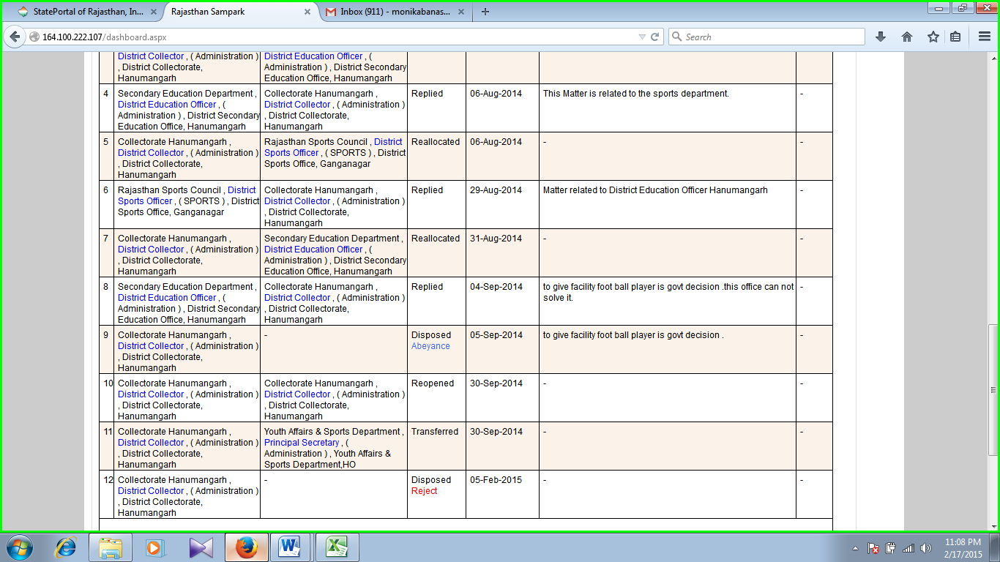 StatePortal of Rajasthan, In...
Rajasthan Sampark
Inbox (911) - monikabanas...
164.100.222.107/dashboard.aspx
Search
District Collector , ( Administration )
, District Collectorate,
Hanumangarh
District Education Officer , (
Administration ) , District Secondary
Education Office, Hanumangarh
4
Secondary Education Department ,
District Education Officer , (
Administration ) , District Secondary
Education Office, Hanumangarh
Collectorate Hanumangarh ,
District Collector , ( Administration )
, District Collectorate,
Hanumangarh
Replied
06-Aug-2014
This Matter is related to the sports department.
-
5
Collectorate Hanumangarh ,
District Collector , ( Administration )
, District Collectorate,
Hanumangarh
Rajasthan Sports Council , District
Sports Officer , ( SPORTS ) , District
Sports Office, Ganganagar
Reallocated
06-Aug-2014
-
-
6
Rajasthan Sports Council , District
Sports Officer , ( SPORTS ) , District
Sports Office, Ganganagar
Collectorate Hanumangarh ,
District Collector , ( Administration )
, District Collectorate,
Hanumangarh
Replied
29-Aug-2014
Matter related to District Education Officer Hanumangarh
-
7
Collectorate Hanumangarh ,
District Collector , ( Administration )
, District Collectorate,
Hanumangarh
Secondary Education Department ,
District Education Officer , (
Administration ) , District Secondary
Education Office, Hanumangarh
Reallocated
31-Aug-2014
-
-
8
Secondary Education Department ,
District Education Officer , (
Administration ) , District Secondary
Education Office, Hanumangarh
Collectorate Hanumangarh ,
District Collector , ( Administration )
, District Collectorate,
Hanumangarh
Replied
04-Sep-2014
to give facility foot ball player is govt decision .this office can not
solve it.
-
9
Collectorate Hanumangarh ,
District Collector , ( Administration )
, District Collectorate,
Hanumangarh
-
Disposed
Abeyance
05-Sep-2014
to give facility foot ball player is govt decision .
-
10
Collectorate Hanumangarh ,
District Collector , ( Administration )
, District Collectorate,
Hanumangarh
Collectorate Hanumangarh ,
District Collector , ( Administration )
, District Collectorate,
Hanumangarh
Reopened
30-Sep-2014
-
-
11
Collectorate Hanumangarh ,
District Collector , ( Administration )
, District Collectorate,
Hanumangarh
Youth Affairs & Sports Department ,
Principal Secretary , (
Administration ) , Youth Affairs &
Sports Department,HO
Transferred
30-Sep-2014
-
-
12
Collectorate Hanumangarh ,
District Collector , ( Administration )
, District Collectorate,
Hanumangarh
-
Disposed
Reject
05-Feb-2015
-
-
11:08 PM
2/17/2015